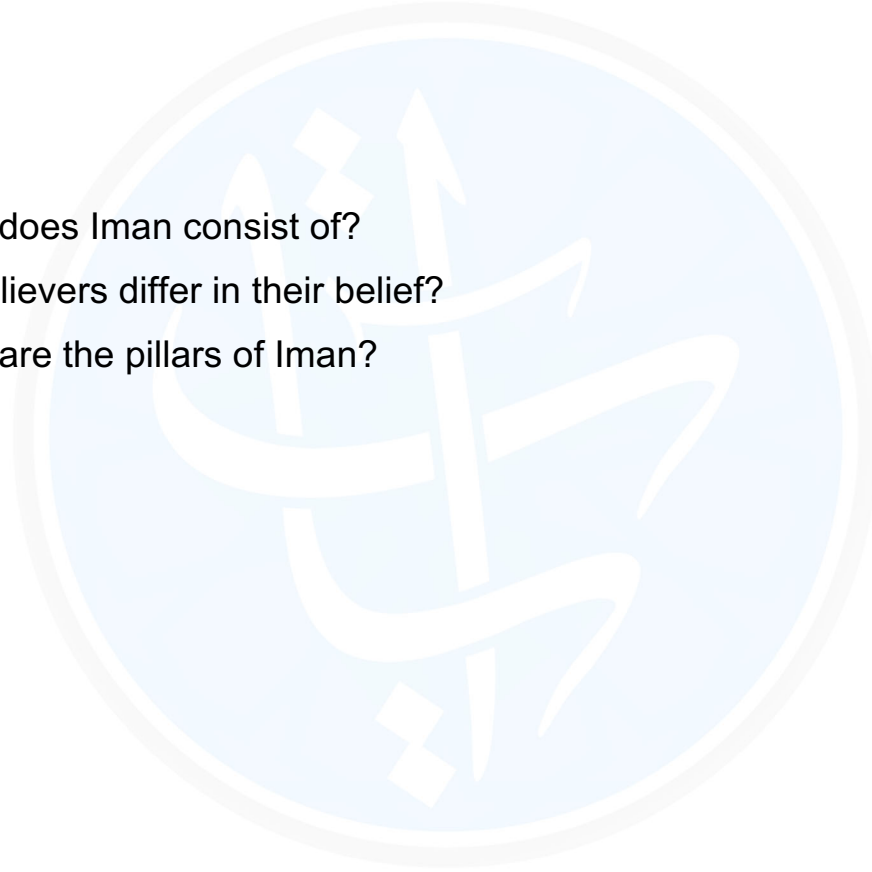 does Iman consist of?
lievers differ in their belief?
are the pillars of Iman?